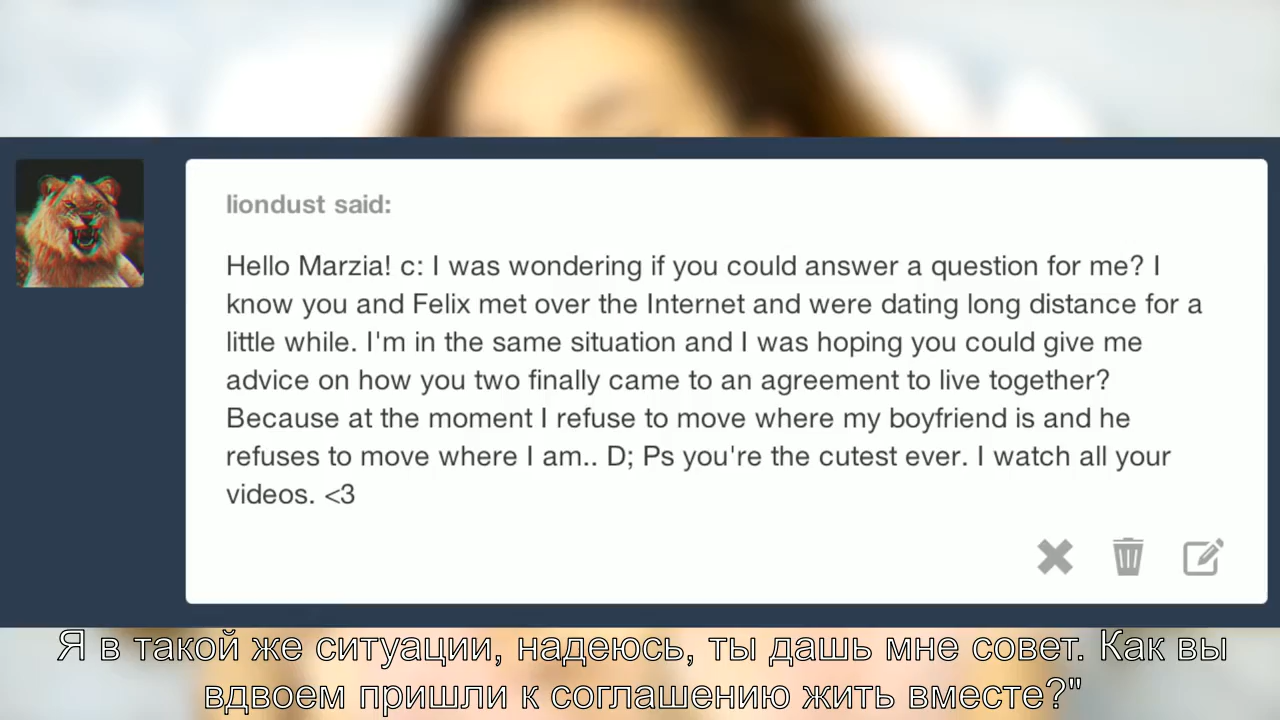 liondust said:
Hello Marzia! c: I was wondering if you could answer a question for me? I
know you and Felix met over the Internet and were dating long distance for a
little while. I'm in the same situation and I was hoping you could give me
advice on how you two finally came to an agreement to live together?
Because at the moment I refuse to move where my boyfriend is and he
refuses to move where I am.. D; Ps you're the cutest ever. I watch all your
videos. <3
Я в такой же ситуации, надеюсь, ты дашь мне совет. Как вы
вдвоем пришли к соглашению жить вместе?"